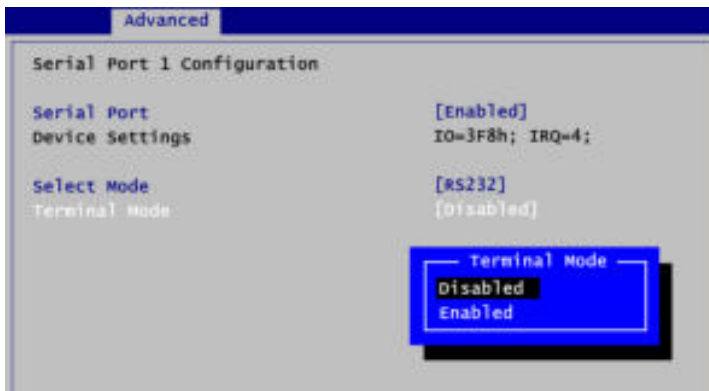 Advanced
Serial Port 1 Configuration
Serial Port [Enabled]
Device Settings IO=3F8h; IRQ=4;
Select Mode [RS232]
Terminal Mode [Disabled]
Terminal Mode
Disabled
Enabled